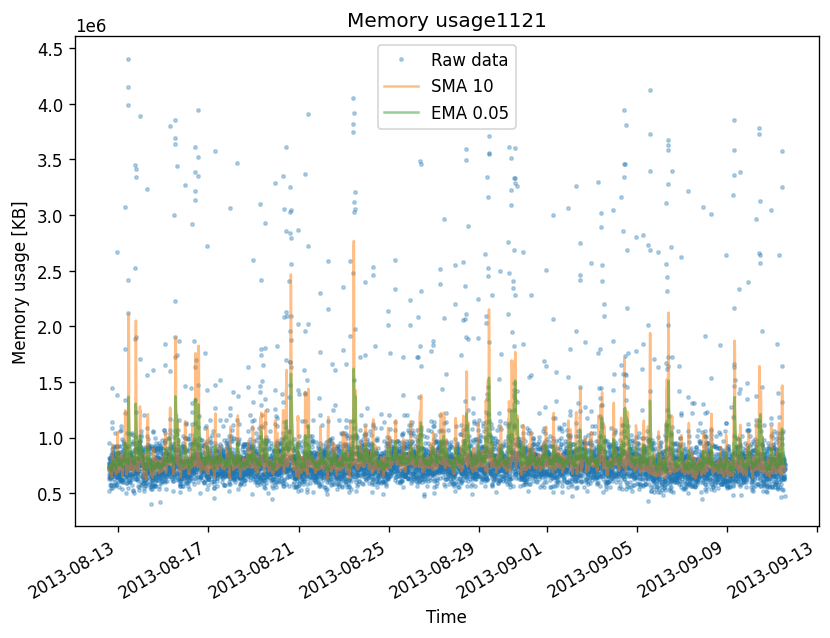 Memory usage1121
1e6
Raw data
SMA 10
EMA 0.05
4.5
4.0
3.5
3.0
2.5
2.0
1.5
1.0
0.5
Memory usage [KB]
2013-08-13
2013-08-17
2013-08-21
2013-08-25
2013-08-29
2013-09-01
2013-09-05
2013-09-09
2013-09-13
Time